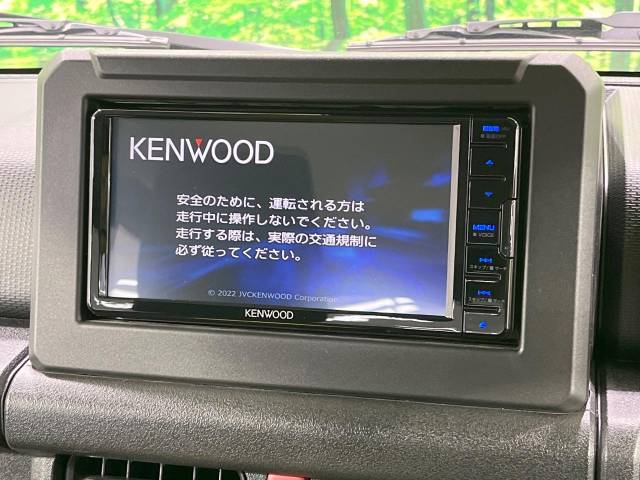 KENWOOD
安全のために、運転される方は
走行中に操作しないでください。
走行する際は、実際の交通規制に
必ず従ってください。
© 2022 JVCKENWOOD Corporation
KENWOOD
MENU
VOICE